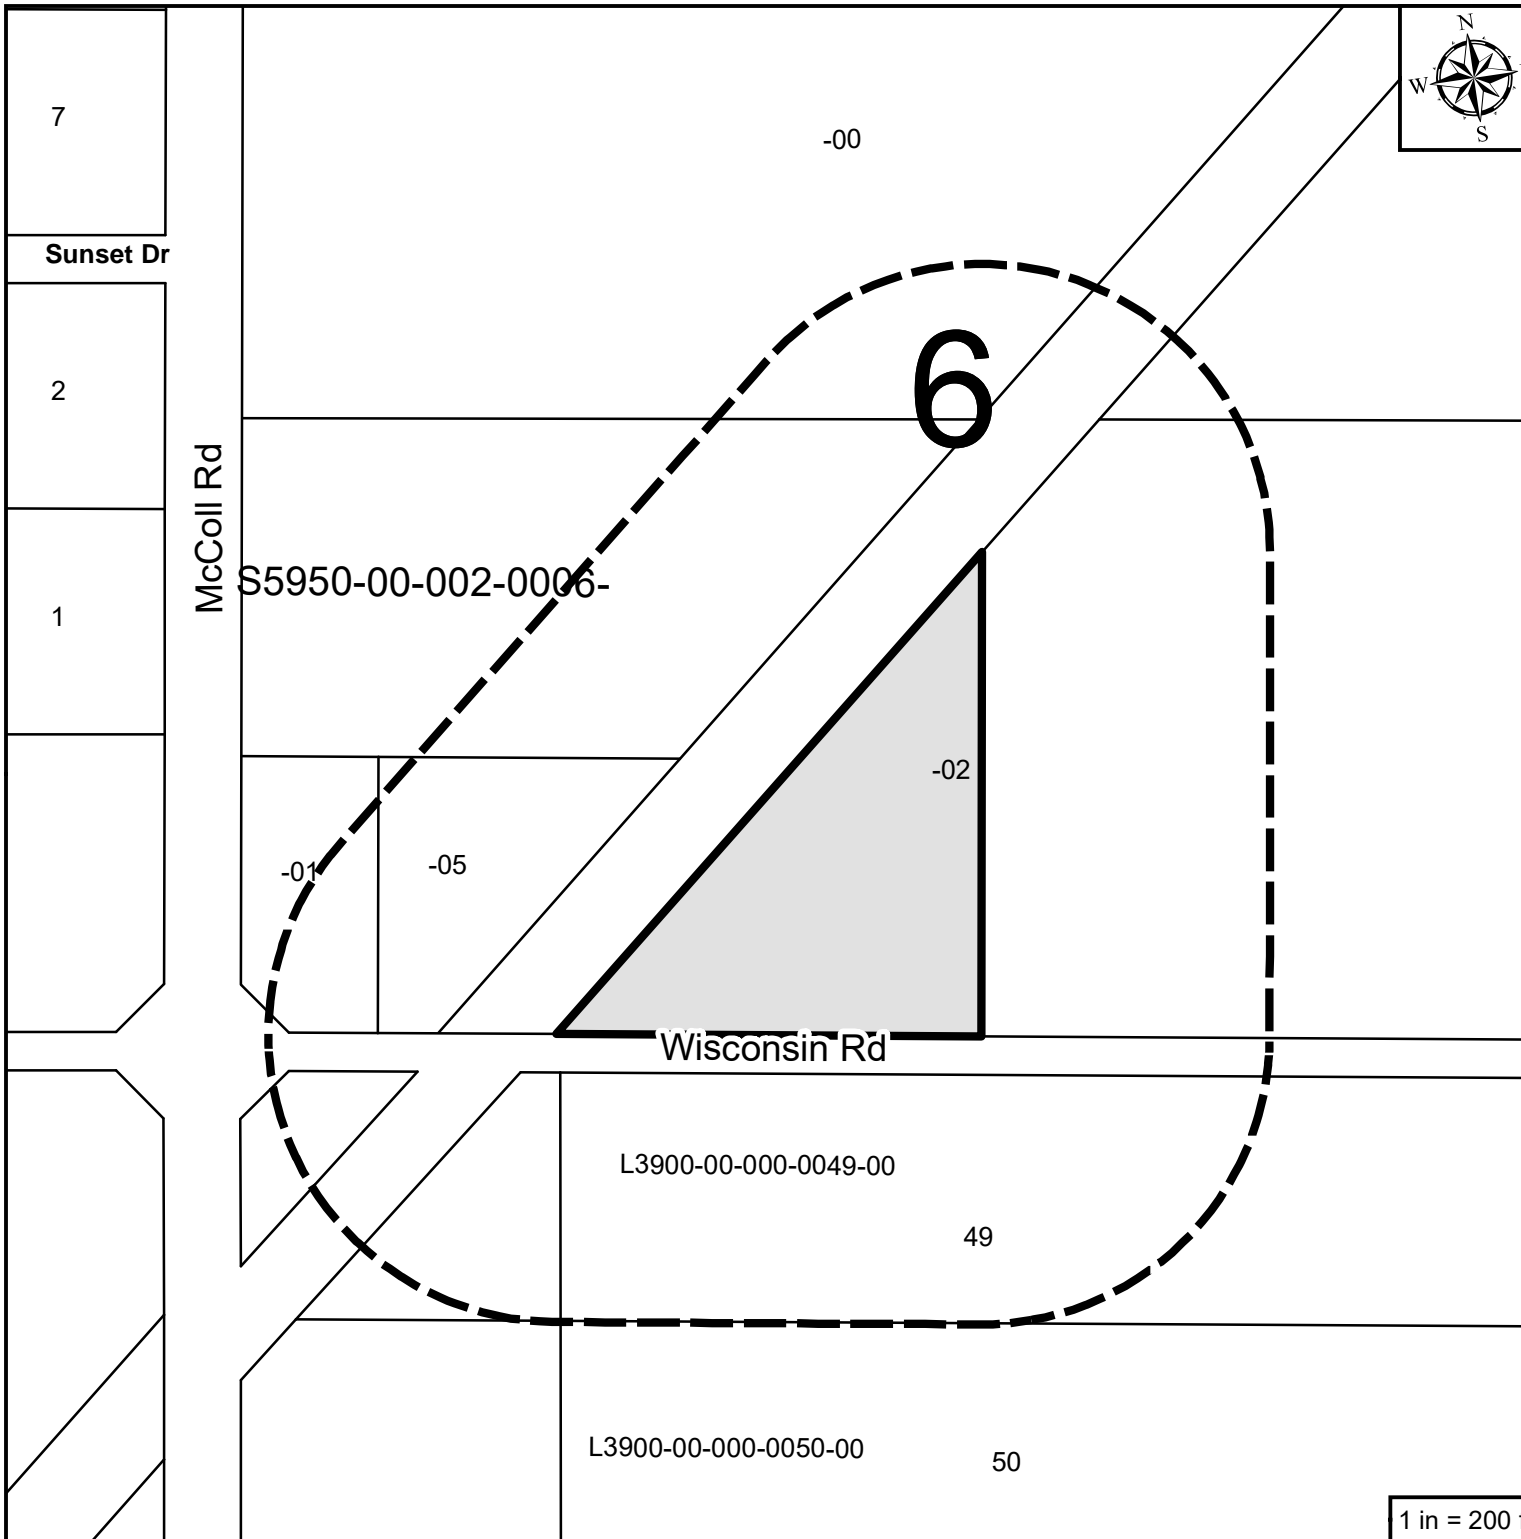 N
W
S
7
-00
Sunset Dr
6
2
McColl Rd
S5950-00-002-0006-
1
-02
-01
-05
Wisconsin Rd
L3900-00-000-0049-00
49
L3900-00-000-0050-00
50
1 in = 200